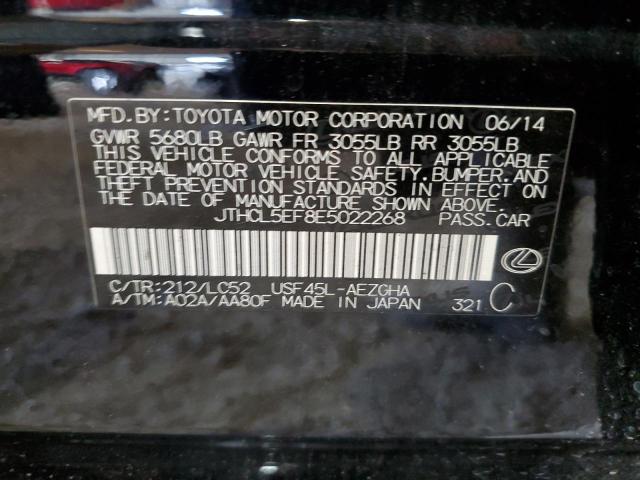 MFD. BY: TOYOTA MOTOR CORPORATION 06/14
GVWR 5680LB GAWR FR 3055LB RR 3055LB
THIS VEHICLE CONFORMS TO ALL APPLICABLE
FEDERAL MOTOR VEHICLE SAFETY, BUMPER, AND
THEFT PREVENTION STANDARDS IN EFFECT ON
THE DATE OF MANUFACTURE SHOWN ABOVE.
JTHCL5EF8E5022268 PASS. CAR
C/TR: 212/LC52 USF45L-AEZGHA
A/TM: A02A/AA80F MADE IN JAPAN 321 C